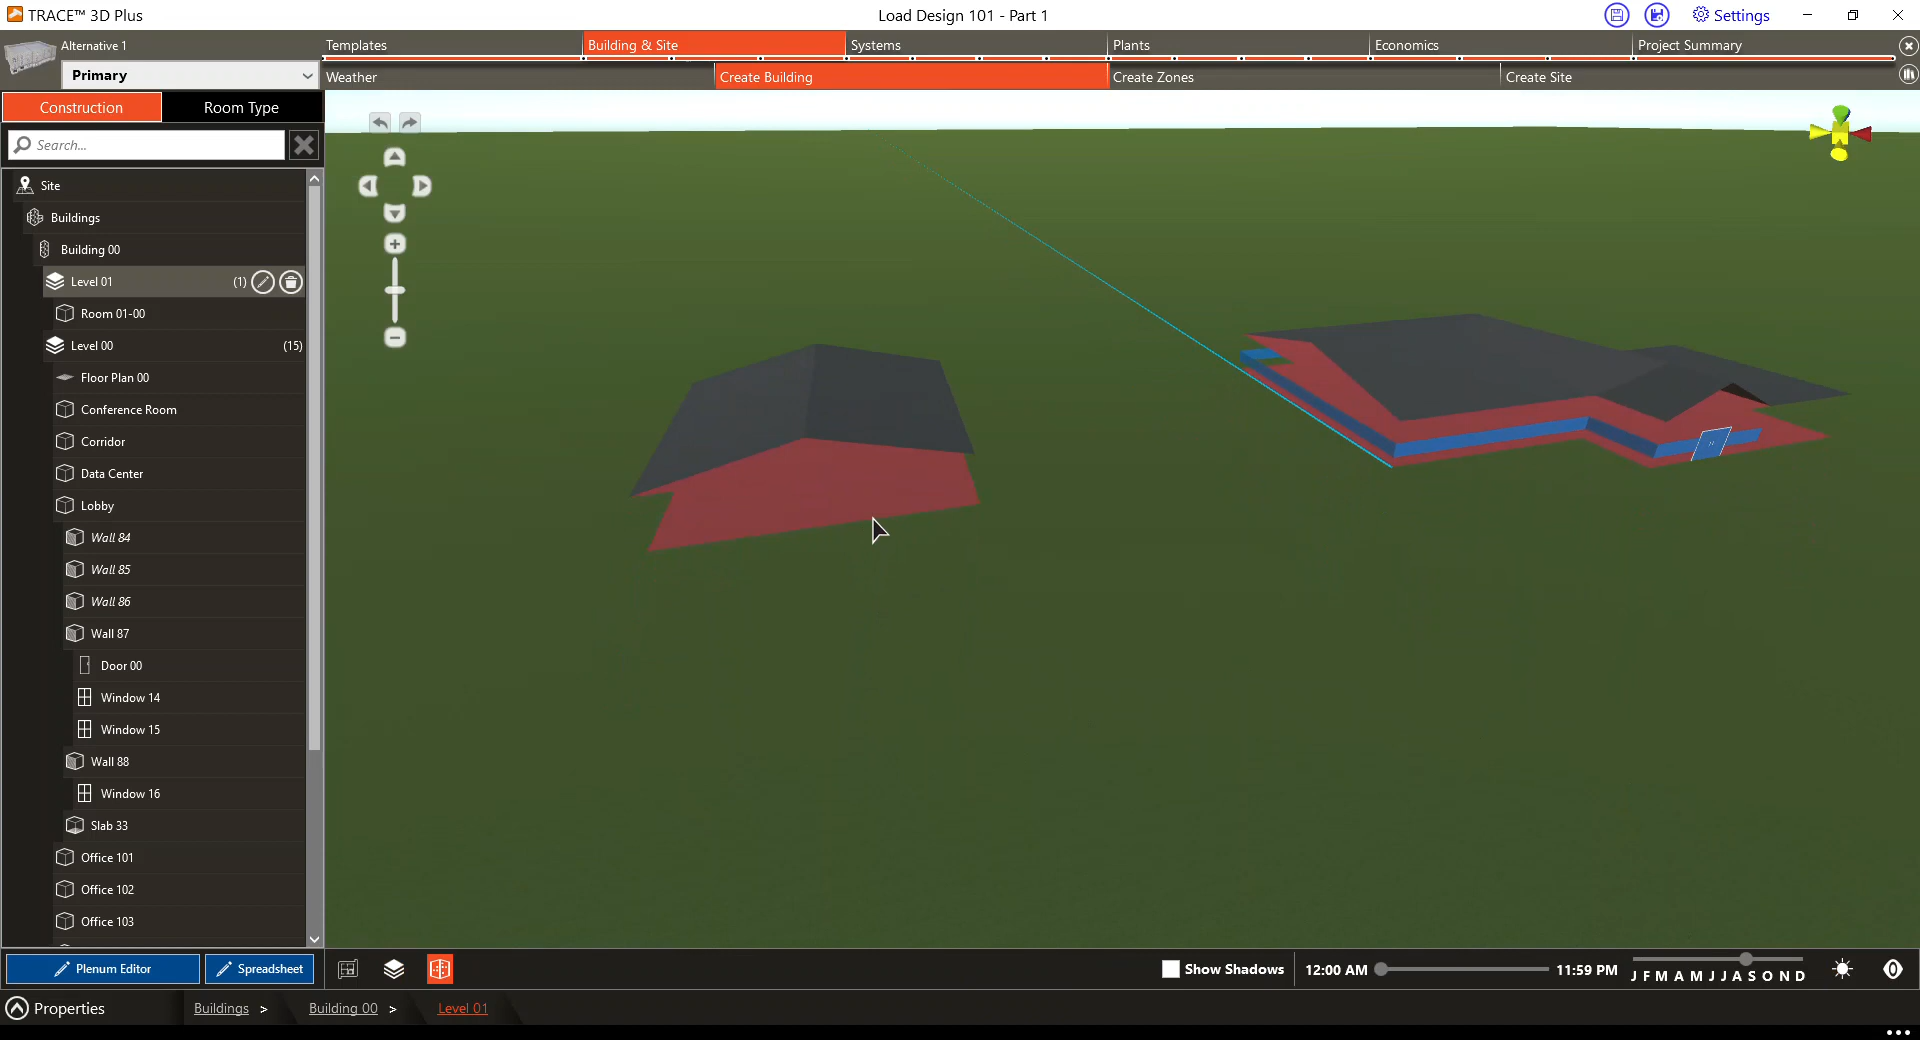 TRACE™ 3D Plus
Load Design 101 - Part 1
Settings
Alternative 1
Primary
Templates
Building & Site
Systems
Plants
Economics
Project Summary
Weather
Create Building
Create Zones
Create Site
Construction
Room Type
Search...
Site
Buildings
Building 00
Level 01 (1)
Room 01-00
Level 00 (15)
Floor Plan 00
Conference Room
Corridor
Data Center
Lobby
Wall 84
Wall 85
Wall 86
Wall 87
Door 00
Window 14
Window 15
Wall 88
Window 16
Slab 33
Office 101
Office 102
Office 103
Plenum Editor
Spreadsheet
Show Shadows
12:00 AM
11:59 PM
J F M A M J J A S O N D
Properties
Buildings >
Building 00 >
Level 01